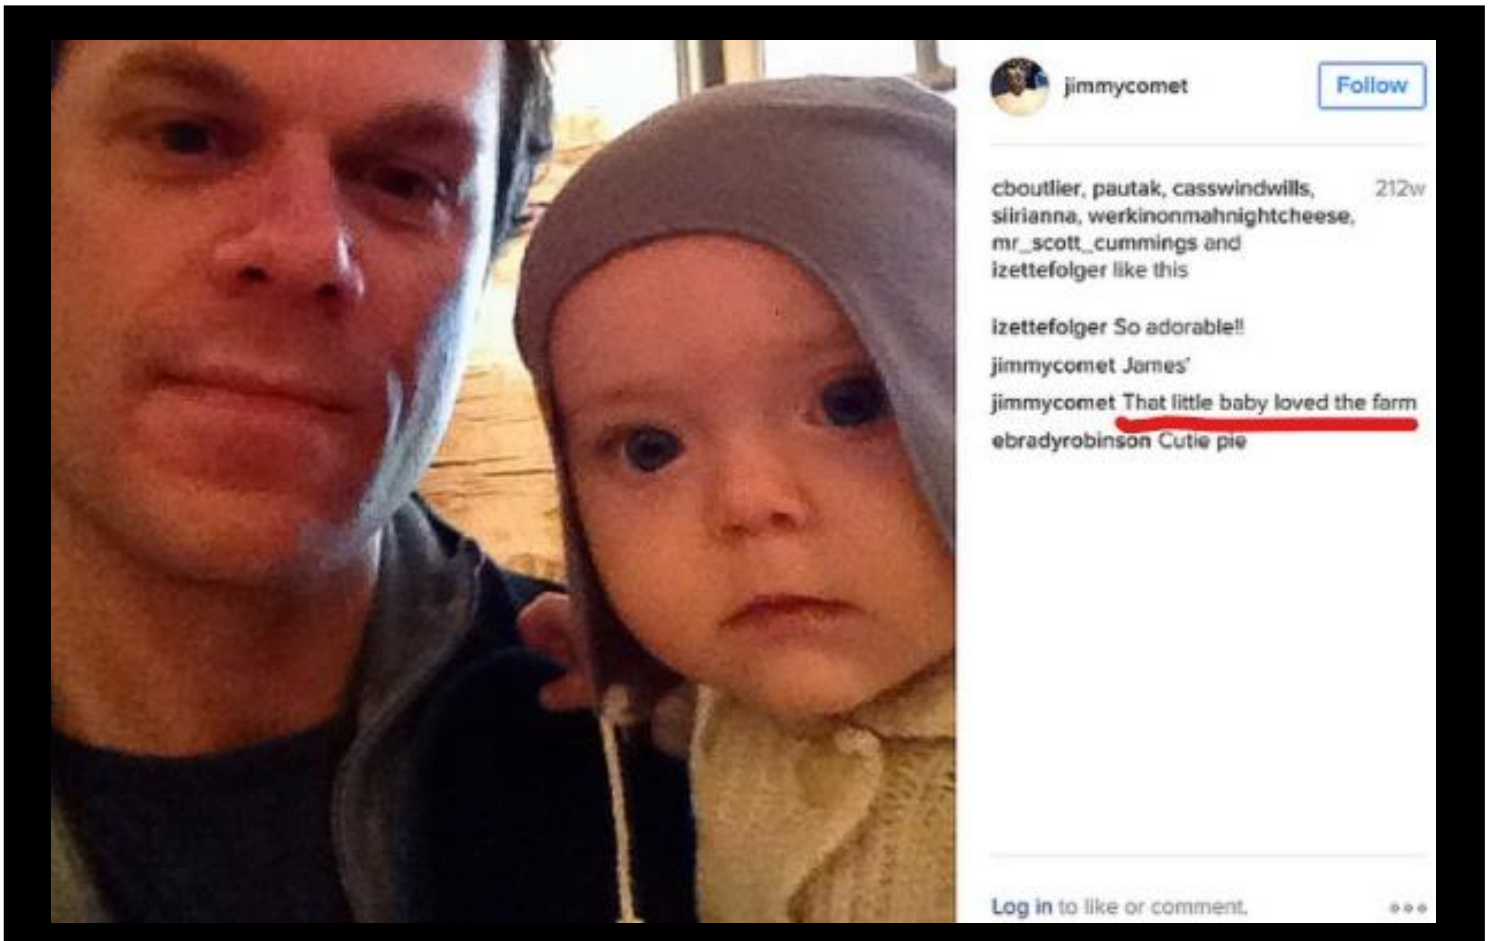 jimmycomet
Follow
cboutlier, pautak, casswindwills, 212w
siirianna, werkinonmahnightcheese,
mr_scott_cummings and
izettefolger like this
izettefolger So adorable!!
jimmycomet James'
jimmycomet That little baby loved the farm
ebradyrobinson Cutie pie
Log in to like or comment.